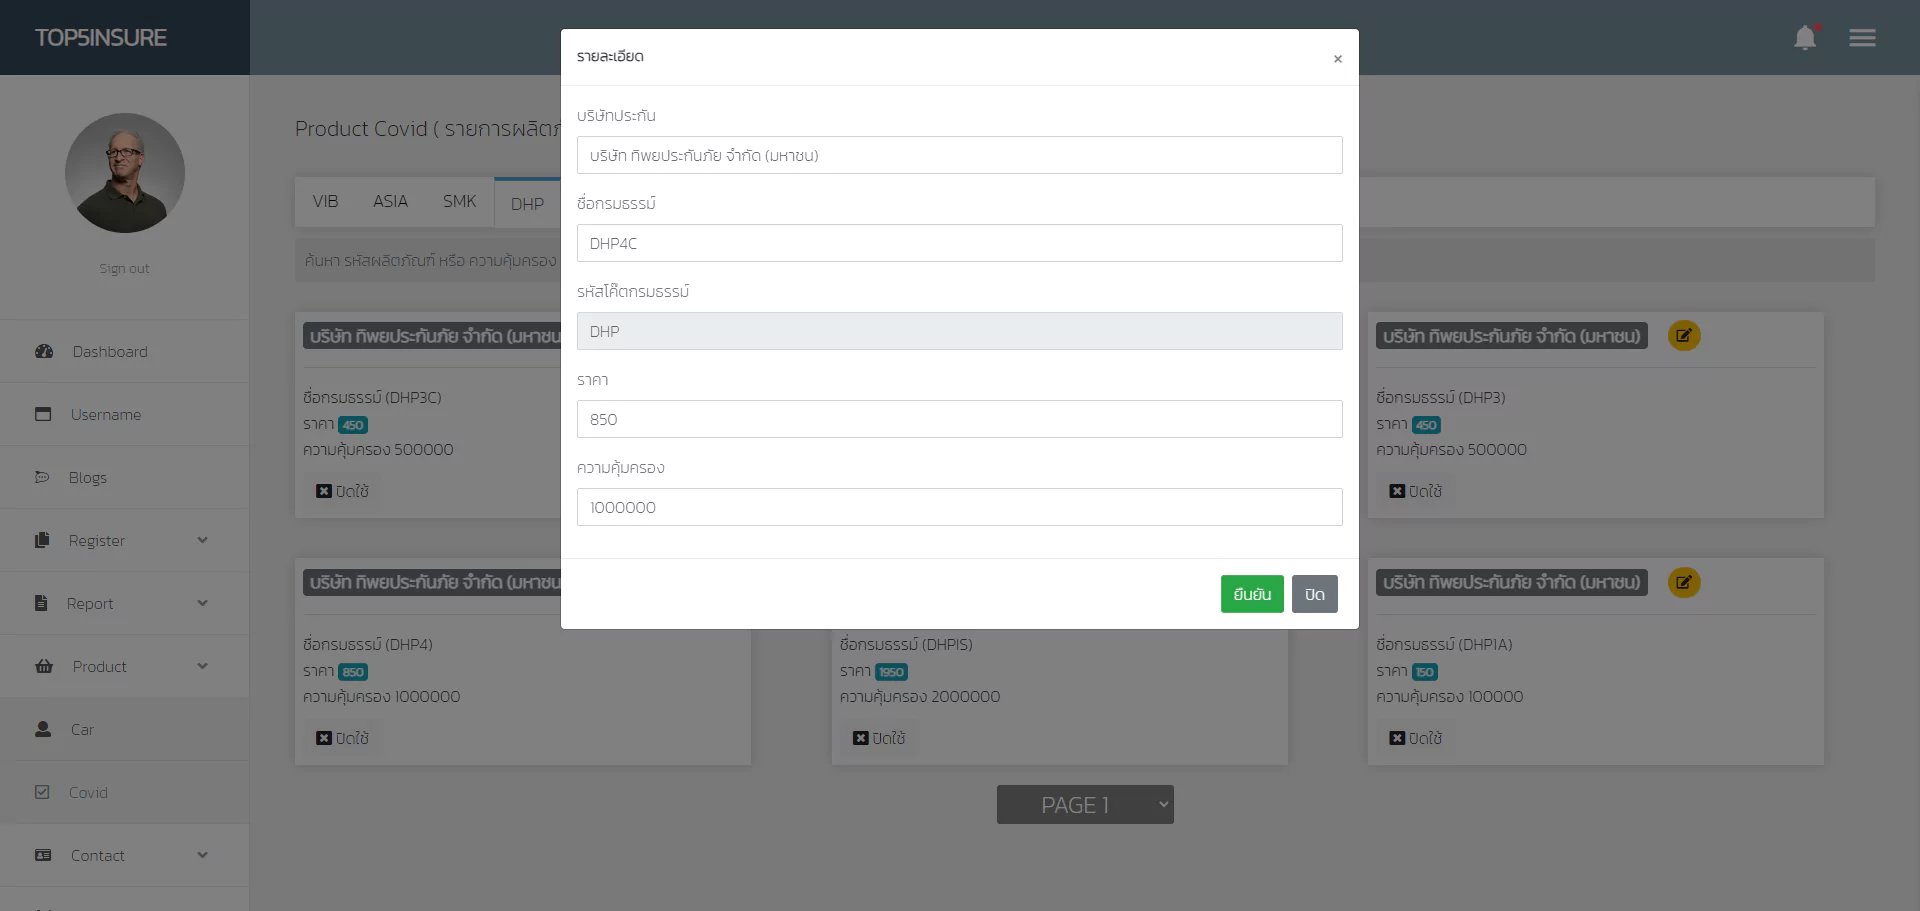 TOP5INSURE
Sign out
Dashboard
Username
Blogs
Register
Report
Product
Car
Covid
Contact
Product Covid ( รายการผลิตภ
VIB ASIA SMK DHP
ค้นหา รหัสผลิตภัณฑ์ หรือ ความคุ้มครอง
รายละเอียด
×
บริษัทประกัน
บริษัท ทิพยประกันภัย จำกัด (มหาชน)
ชื่อกรมธรรม์
DHP4C
รหัสโค๊ตกรมธรรม์
DHP
ราคา
850
ความคุ้มครอง
1000000
ยืนยัน ปิด
บริษัท ทิพยประกันภัย จำกัด (มหาชน
ชื่อกรมธรรม์ (DHP3C)
ราคา 450
ความคุ้มครอง 500000
ปิดใช้
บริษัท ทิพยประกันภัย จำกัด (มหาชน)
ชื่อกรมธรรม์ (DHP3)
ราคา 450
ความคุ้มครอง 500000
ปิดใช้
บริษัท ทิพยประกันภัย จำกัด (มหาชน
ชื่อกรมธรรม์ (DHP4)
ราคา 850
ความคุ้มครอง 1000000
ปิดใช้
ชื่อกรมธรรม์ (DHP1S)
ราคา 1950
ความคุ้มครอง 2000000
ปิดใช้
บริษัท ทิพยประกันภัย จำกัด (มหาชน)
ชื่อกรมธรรม์ (DHP1A)
ราคา 150
ความคุ้มครอง 100000
ปิดใช้
PAGE 1